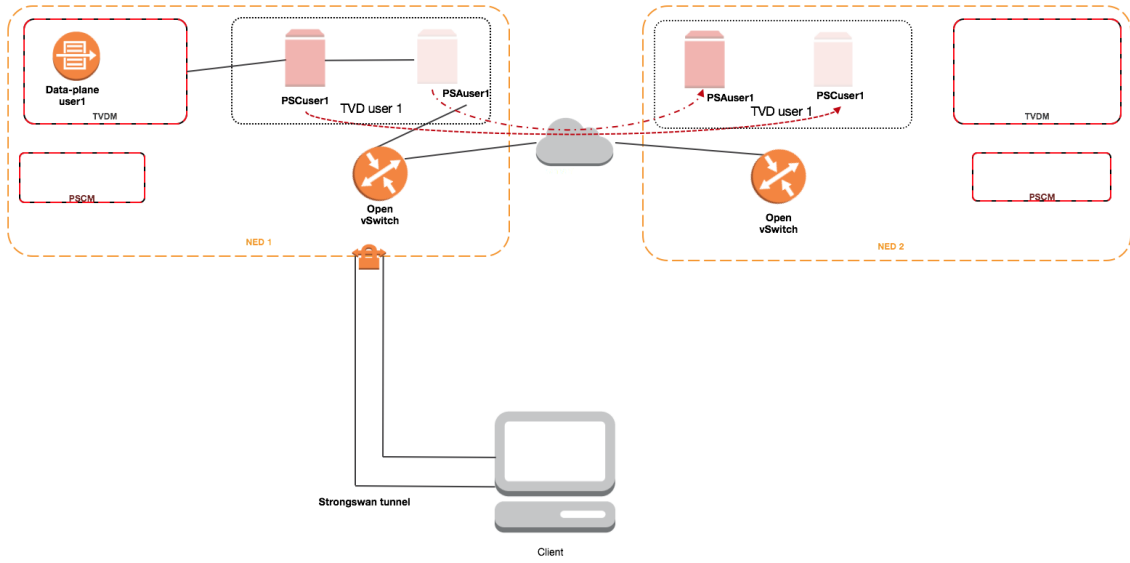 Data-plane
user1
TVDM
PSCuser1
PSAuser1
TVD user 1
PSCM
Open
vSwitch
NED 1
PSAuser1
PSCuser1
TVD user 1
TVDM
PSCM
Open
vSwitch
NED 2
Strongswan tunnel
Client